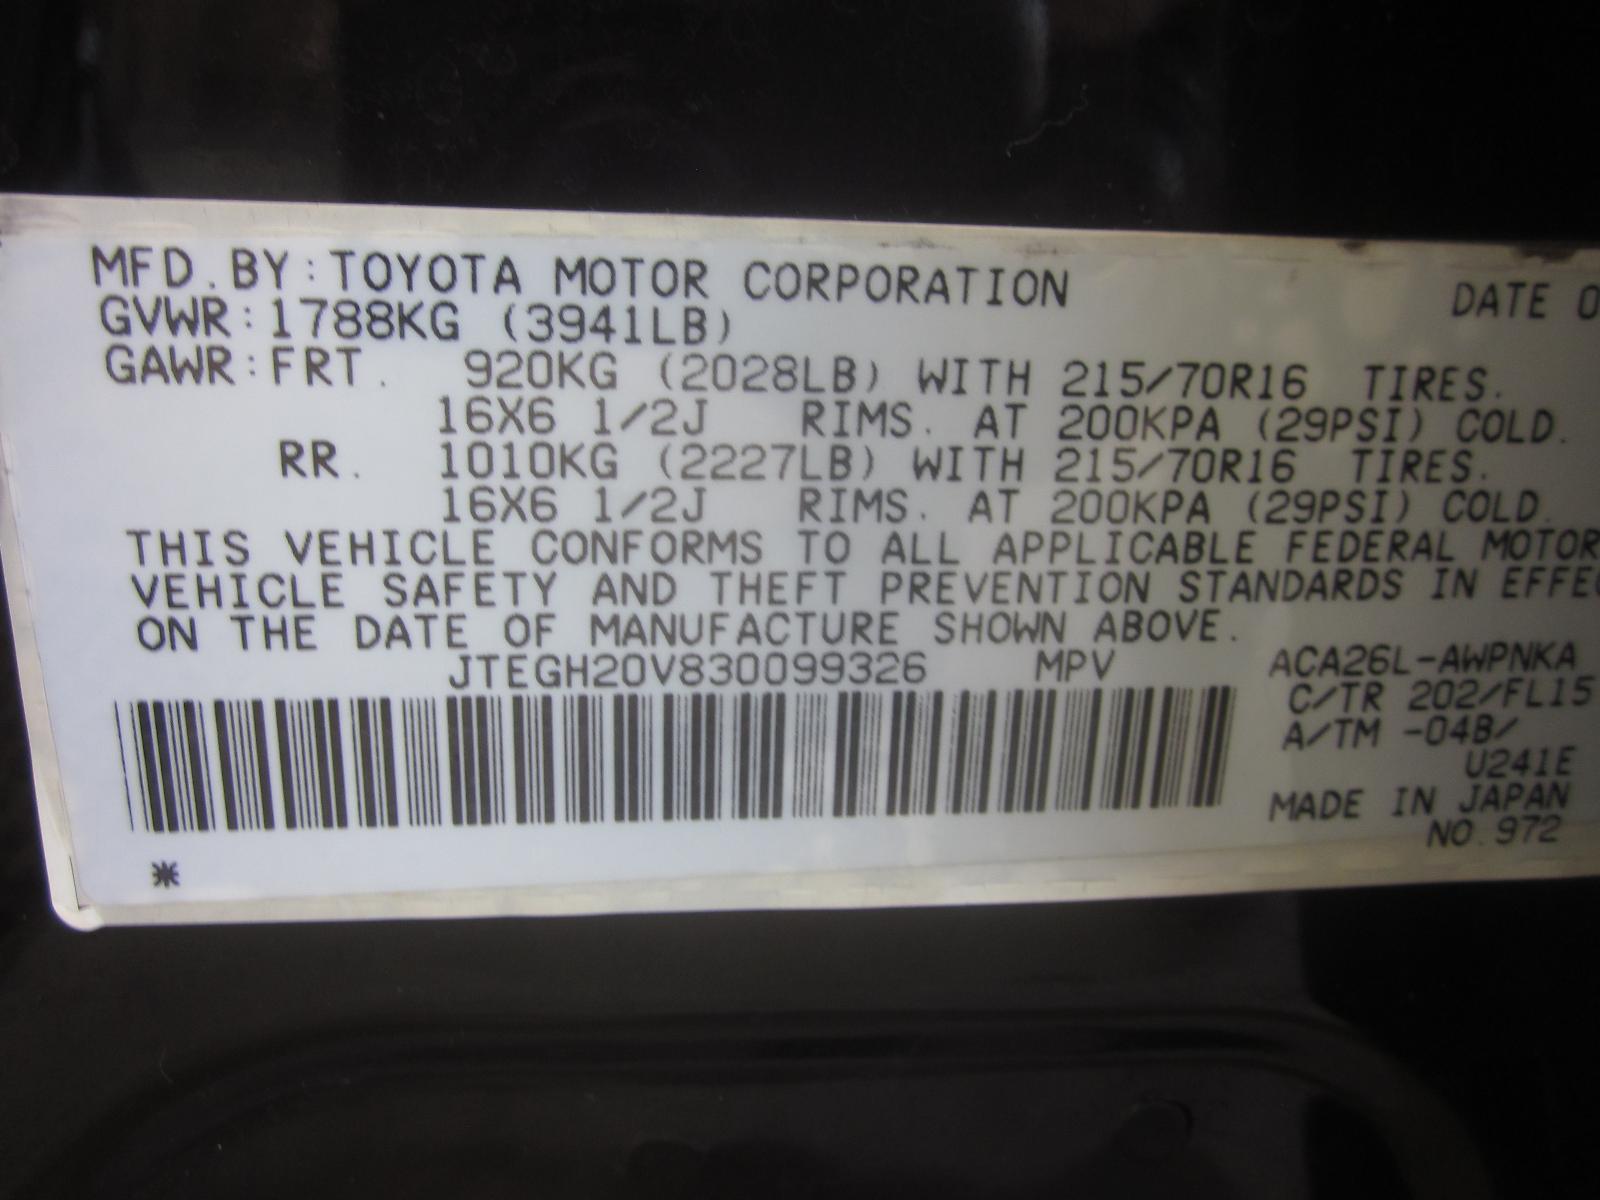 MFD. BY: TOYOTA MOTOR CORPORATION DATE 0
GVWR: 1788KG (3941LB)
GAWR: FRT. 920KG (2028LB) WITH 215/70R16 TIRES.
16X6 1/2J RIMS. AT 200KPA (29PSI) COLD.
RR. 1010KG (2227LB) WITH 215/70R16 TIRES.
16X6 1/2J RIMS. AT 200KPA (29PSI) COLD.
THIS VEHICLE CONFORMS TO ALL APPLICABLE FEDERAL MOTOR
VEHICLE SAFETY AND THEFT PREVENTION STANDARDS IN EFFE
ON THE DATE OF MANUFACTURE SHOWN ABOVE.
JTEGH20V830099326 MPV ACA26L-AWPNKA
C/TR 202/FL15
A/TM -04B/
U241E
MADE IN JAPAN
NO. 972